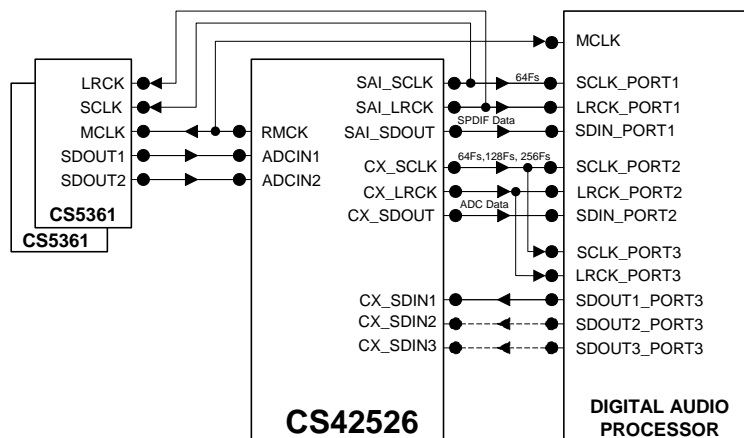 MCLK
LRCK
SCLK
MCLK
SDOUT1
SDOUT2
CS5361
CS5361
RMCK
ADCIN1
ADCIN2
SAI_SCLK
SAI_LRCK
SAI_SDOUT
CX_SCLK
CX_LRCK
CX_SDOUT
CX_SDIN1
CX_SDIN2
CX_SDIN3
CS42526
64Fs
SPDIF Data
64Fs,128Fs, 256Fs
ADC Data
SCLK_PORT1
LRCK_PORT1
SDIN_PORT1
SCLK_PORT2
LRCK_PORT2
SDIN_PORT2
SCLK_PORT3
LRCK_PORT3
SDOUT1_PORT3
SDOUT2_PORT3
SDOUT3_PORT3
DIGITAL AUDIO
PROCESSOR